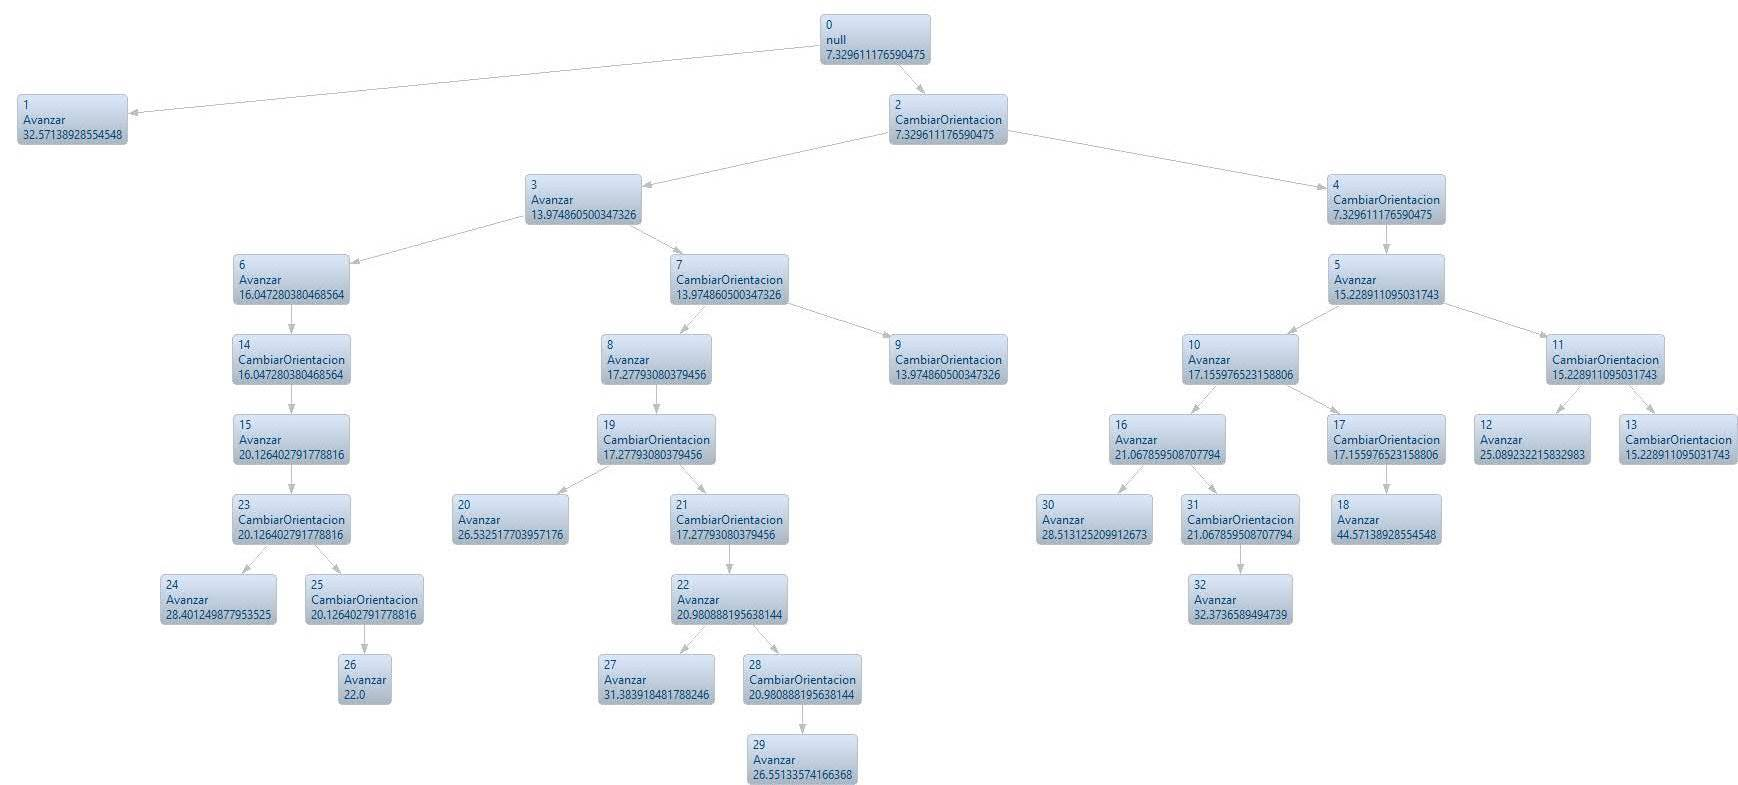 0
null
7.329611176590475
1
Avanzar
32.57138928554548
2
CambiarOrientacion
7.329611176590475
3
Avanzar
13.974860500347326
4
CambiarOrientacion
7.329611176590475
6
Avanzar
16.047280380468564
7
CambiarOrientacion
13.974860500347326
5
Avanzar
15.228911095031743
14
CambiarOrientacion
16.047280380468564
8
Avanzar
17.27793080379456
9
CambiarOrientacion
13.974860500347326
10
Avanzar
17.155976523158806
11
CambiarOrientacion
15.228911095031743
15
Avanzar
20.126402791778816
19
CambiarOrientacion
17.27793080379456
16
Avanzar
21.067859508707794
17
CambiarOrientacion
17.155976523158806
12
Avanzar
25.089232215832983
13
CambiarOrientacion
15.228911095031743
23
CambiarOrientacion
20.126402791778816
20
Avanzar
26.532517703957176
21
CambiarOrientacion
17.27793080379456
30
Avanzar
28.513125209912673
31
CambiarOrientacion
21.067859508707794
18
Avanzar
44.57138928554548
24
Avanzar
28.401249877953525
25
CambiarOrientacion
20.126402791778816
22
Avanzar
20.980888195638144
32
Avanzar
32.3736589494739
26
Avanzar
22.0
27
Avanzar
31.383918481788246
28
CambiarOrientacion
20.980888195638144
29
Avanzar
26.55133574166368